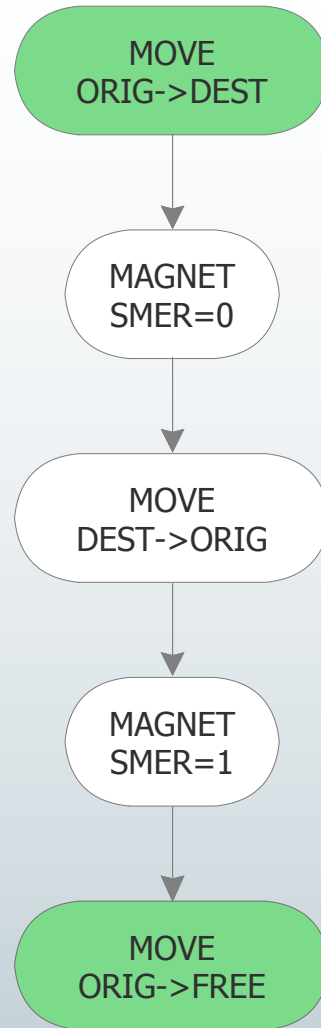 MOVE
ORIG->DEST
MAGNET
SMER=0
MOVE
DEST->ORIG
MAGNET
SMER=1
MOVE
ORIG->FREE